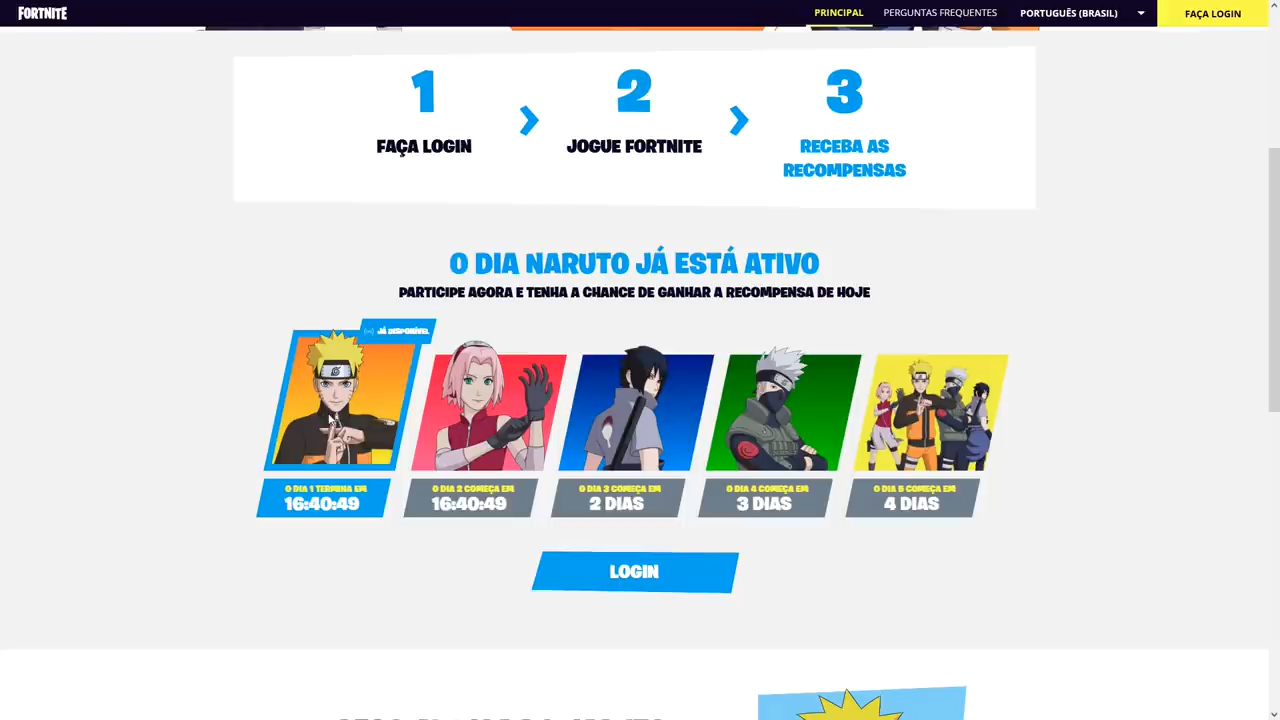 FORTNITE
PRINCIPAL
PERGUNTAS FREQUENTES
PORTUGUÊS (BRASIL)
FAÇA LOGIN
1
2
3
FAÇA LOGIN
JOGUE FORTNITE
RECEBA AS
RECOMPENSAS
O DIA NARUTO JÁ ESTÁ ATIVO
PARTICIPE AGORA E TENHA A CHANCE DE GANHAR A RECOMPENSA DE HOJE
JÁ DISPONÍVEL
O DIA 1 TERMINA EM
16:40:49
O DIA 2 COMEÇA EM
16:40:49
O DIA 3 COMEÇA EM
2 DIAS
O DIA 4 COMEÇA EM
3 DIAS
O DIA 5 COMEÇA EM
4 DIAS
LOGIN